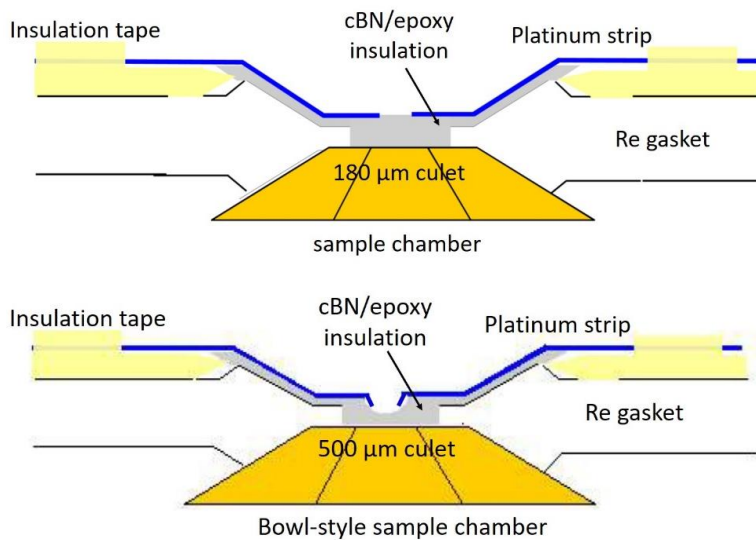 Insulation tape
cBN/epoxy
insulation
Platinum strip
Re gasket
180 μm culet
sample chamber
Insulation tape
cBN/epoxy
insulation
Platinum strip
Re gasket
500 μm culet
Bowl-style sample chamber